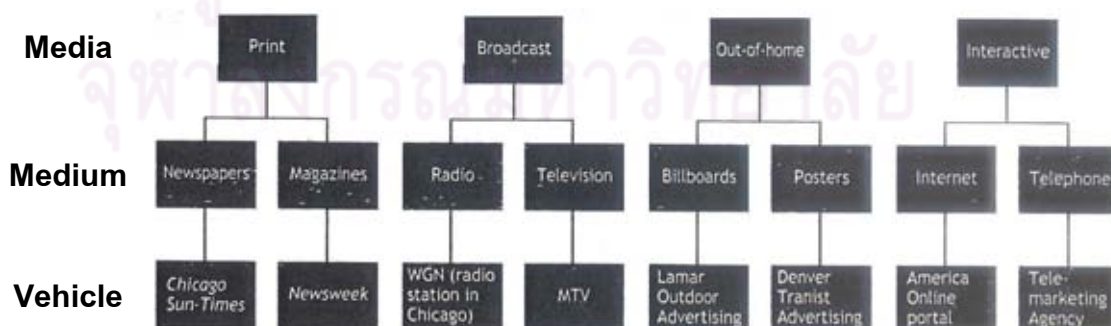 Media
Print
Broadcast
Out-of-home
Interactive
จุฬาลงกรณ์มหาวิทยาลัย
Medium
Newspapers
Magazines
Radio
Television
Billboards
Posters
Internet
Telephone
Vehicle
Chicago
Sun-Times
Newsweek
WGN (radio
station in
Chicago)
MTV
Lamar
Outdoor
Advertising
Denver
Tranist
Advertising
America
Online
portal
Tele-
marketing
Agency